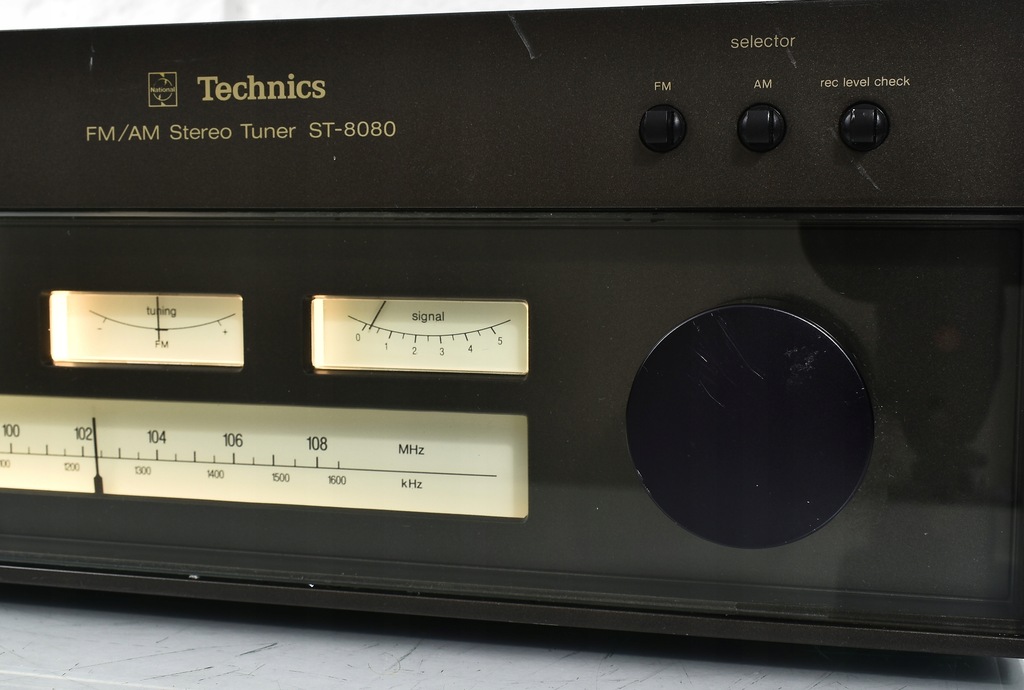 selector
National Technics
FM/AM Stereo Tuner ST-8080
FM AM rec level check
tuning
- +
FM
signal
0 1 2 3 4 5
100 102 104 106 108 MHz
1200 1300 1400 1500 1600 kHz